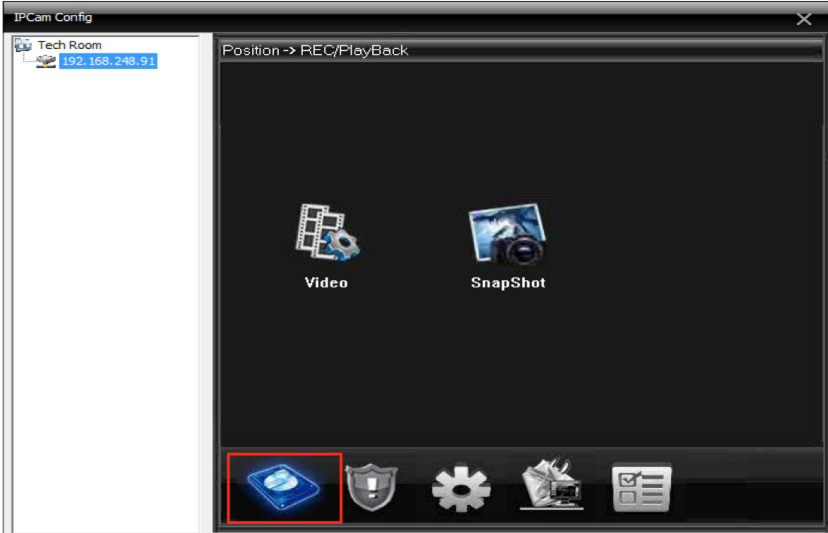 IPCam Config
Tech Room
192.168.248.91
Position -> REC/PlayBack
Video
SnapShot